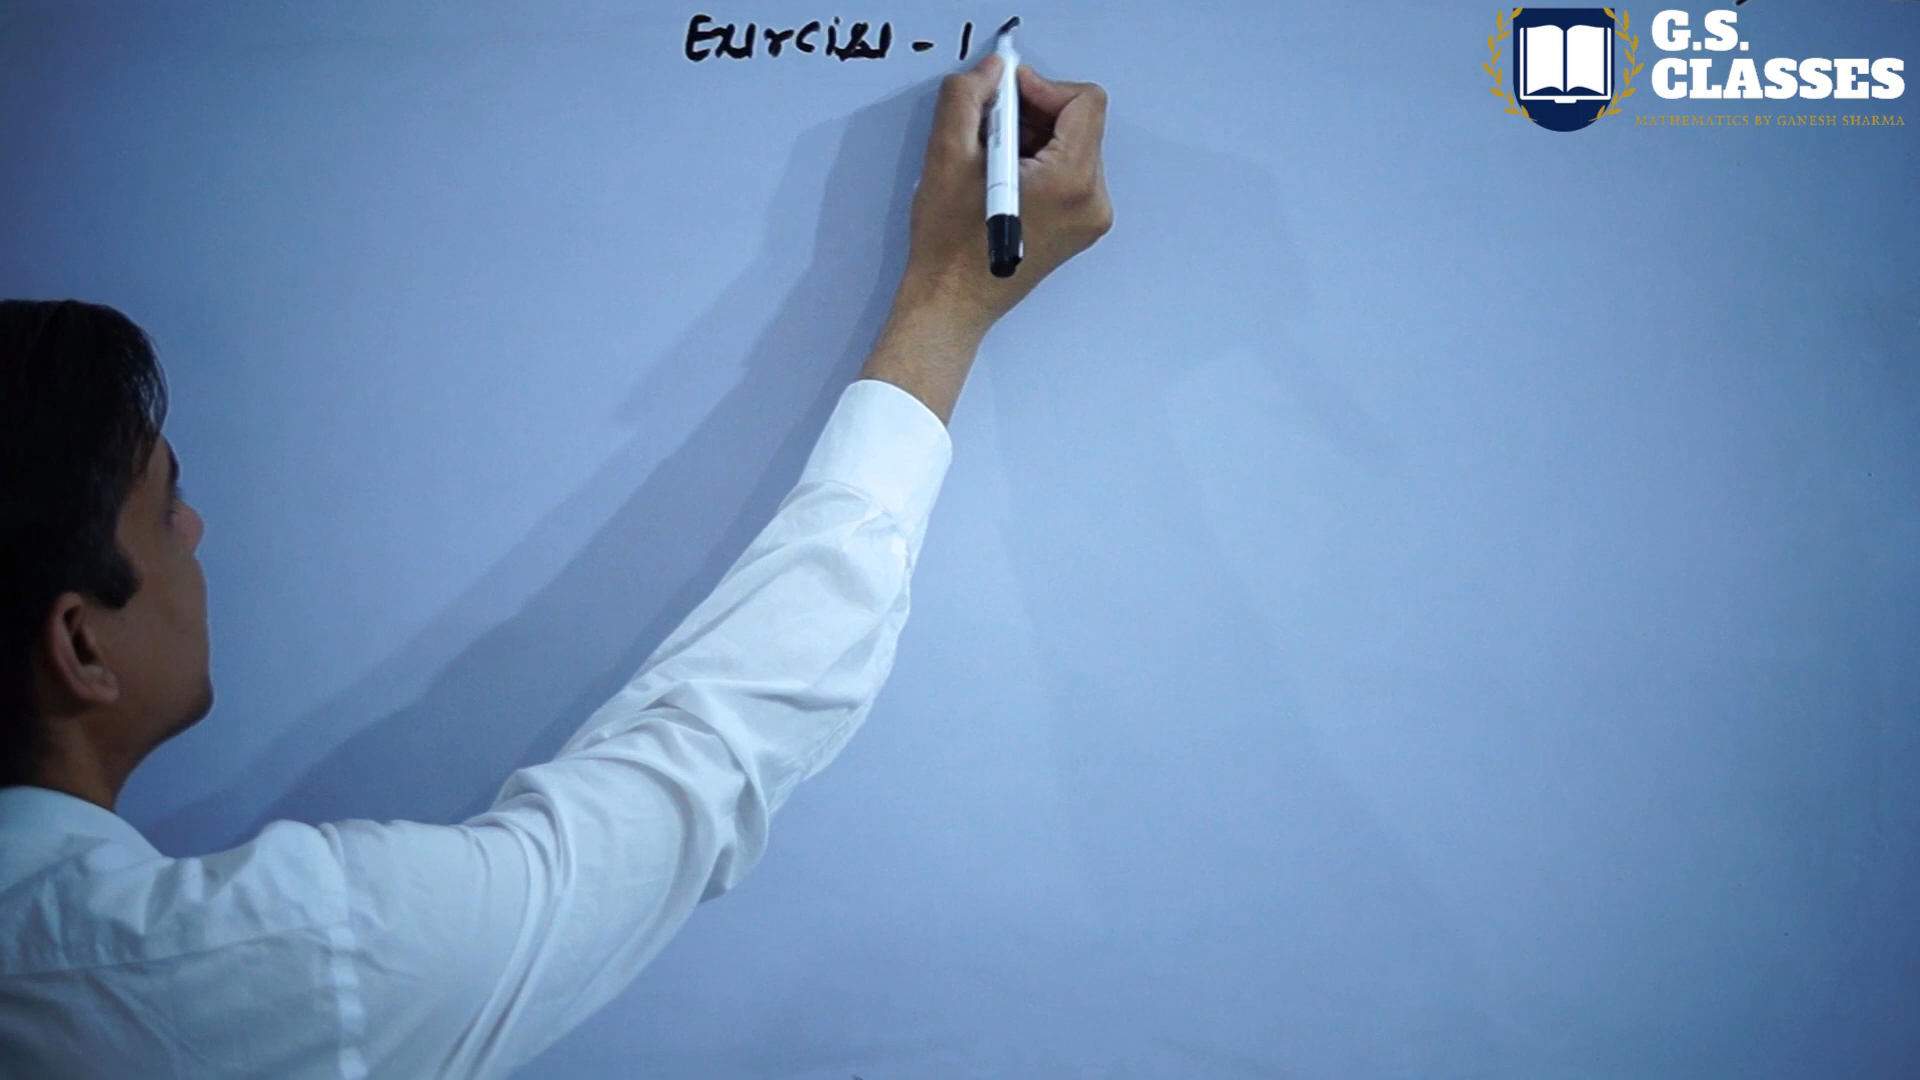 Exercise - 1
G.S.
CLASSES
MATHEMATICS BY GANESH SHARMA